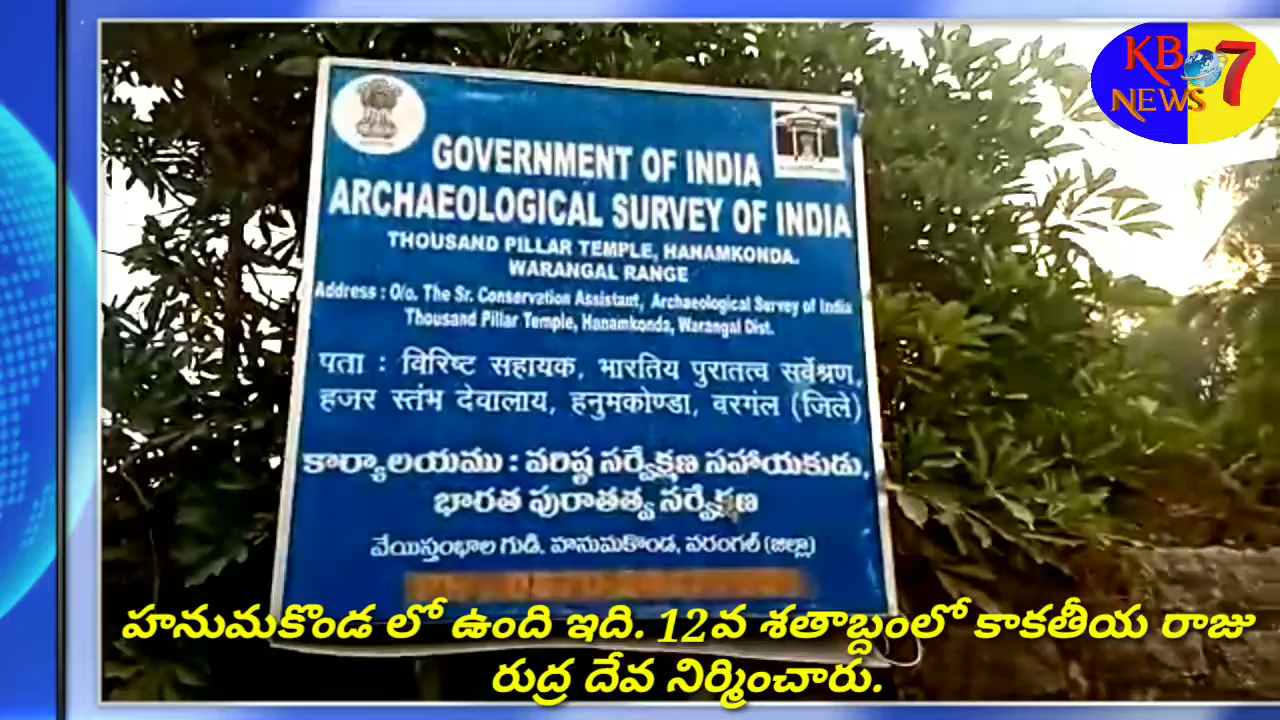 KB 7
NEWS
GOVERNMENT OF INDIA
ARCHAEOLOGICAL SURVEY OF INDIA
THOUSAND PILLAR TEMPLE, HANAMKONDA.
WARANGAL RANGE
Address : O/o. The Sr. Conservation Assistant, Archaeological Survey of India
Thousand Pillar Temple, Hanamkonda, Warangal Dist.
पता : विरिष्ट सहायक, भारतिय पुरातत्व सर्वेश्रण,
हजर स्तंभ देवालाय, हनुमकोण्डा, वरगंल (जिले)
కార్యాలయము : వరిష్ట సర్వేక్షణ సహాయకుడు,
భారత పురాతత్వ సర్వేక్షణ
వేయిస్తంభాల గుడి, హనుమకొండ, వరంగల్ (జిల్లా)
హనుమకొండ లో ఉంది ఇది. 12వ శతాబ్దంలో కాకతీయ రాజు
రుద్ర దేవ నిర్మించారు.